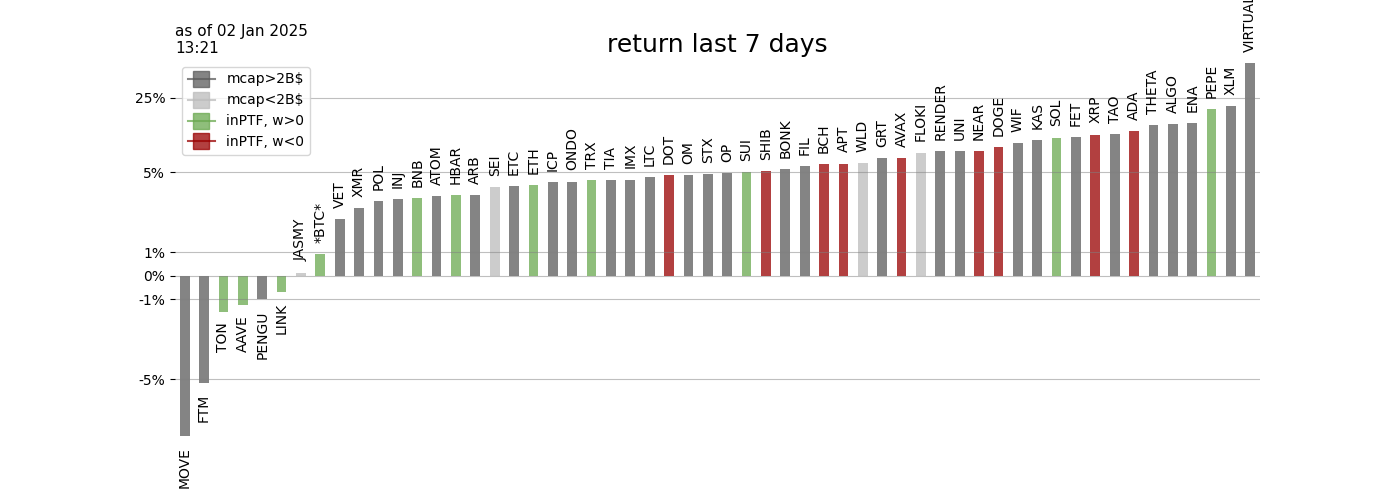 as of 02 Jan 2025
13:21
return last 7 days
mcap>2B$
mcap<2B$
inPTF, w>0
inPTF, w<0
25%
5%
1%
0%
-1%
-5%
MOVE
FTM
TON
AAVE
PENGU
LINK
JASMY
*BTC*
VET
XMR
POL
INJ
BNB
ATOM
HBAR
ARB
SEI
ETC
ETH
ICP
ONDO
TRX
TIA
IMX
LTC
DOT
OM
STX
OP
SUI
SHIB
BONK
FIL
BCH
APT
WLD
GRT
AVAX
FLOKI
RENDER
UNI
NEAR
DOGE
WIF
KAS
SOL
FET
XRP
TAO
ADA
THETA
ALGO
ENA
PEPE
XLM
VIRTUAL